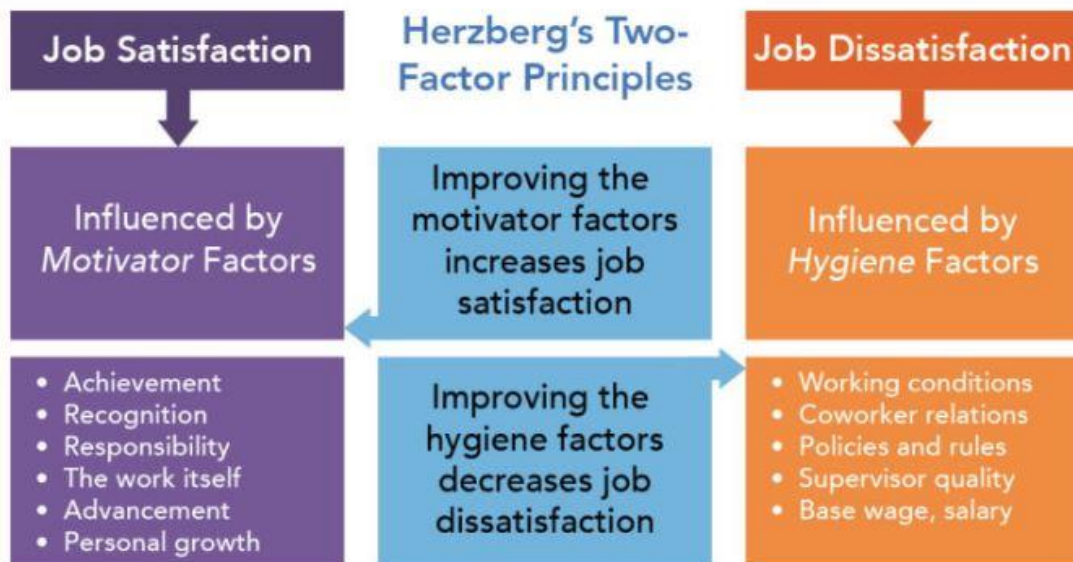 Job Satisfaction
Herzberg's Two-
Factor Principles
Job Dissatisfaction
Influenced by
Motivator Factors
Improving the
motivator factors
increases job
satisfaction
Influenced by
Hygiene Factors
• Achievement
• Recognition
• Responsibility
• The work itself
• Advancement
• Personal growth
Improving the
hygiene factors
decreases job
dissatisfaction
• Working conditions
• Coworker relations
• Policies and rules
• Supervisor quality
• Base wage, salary